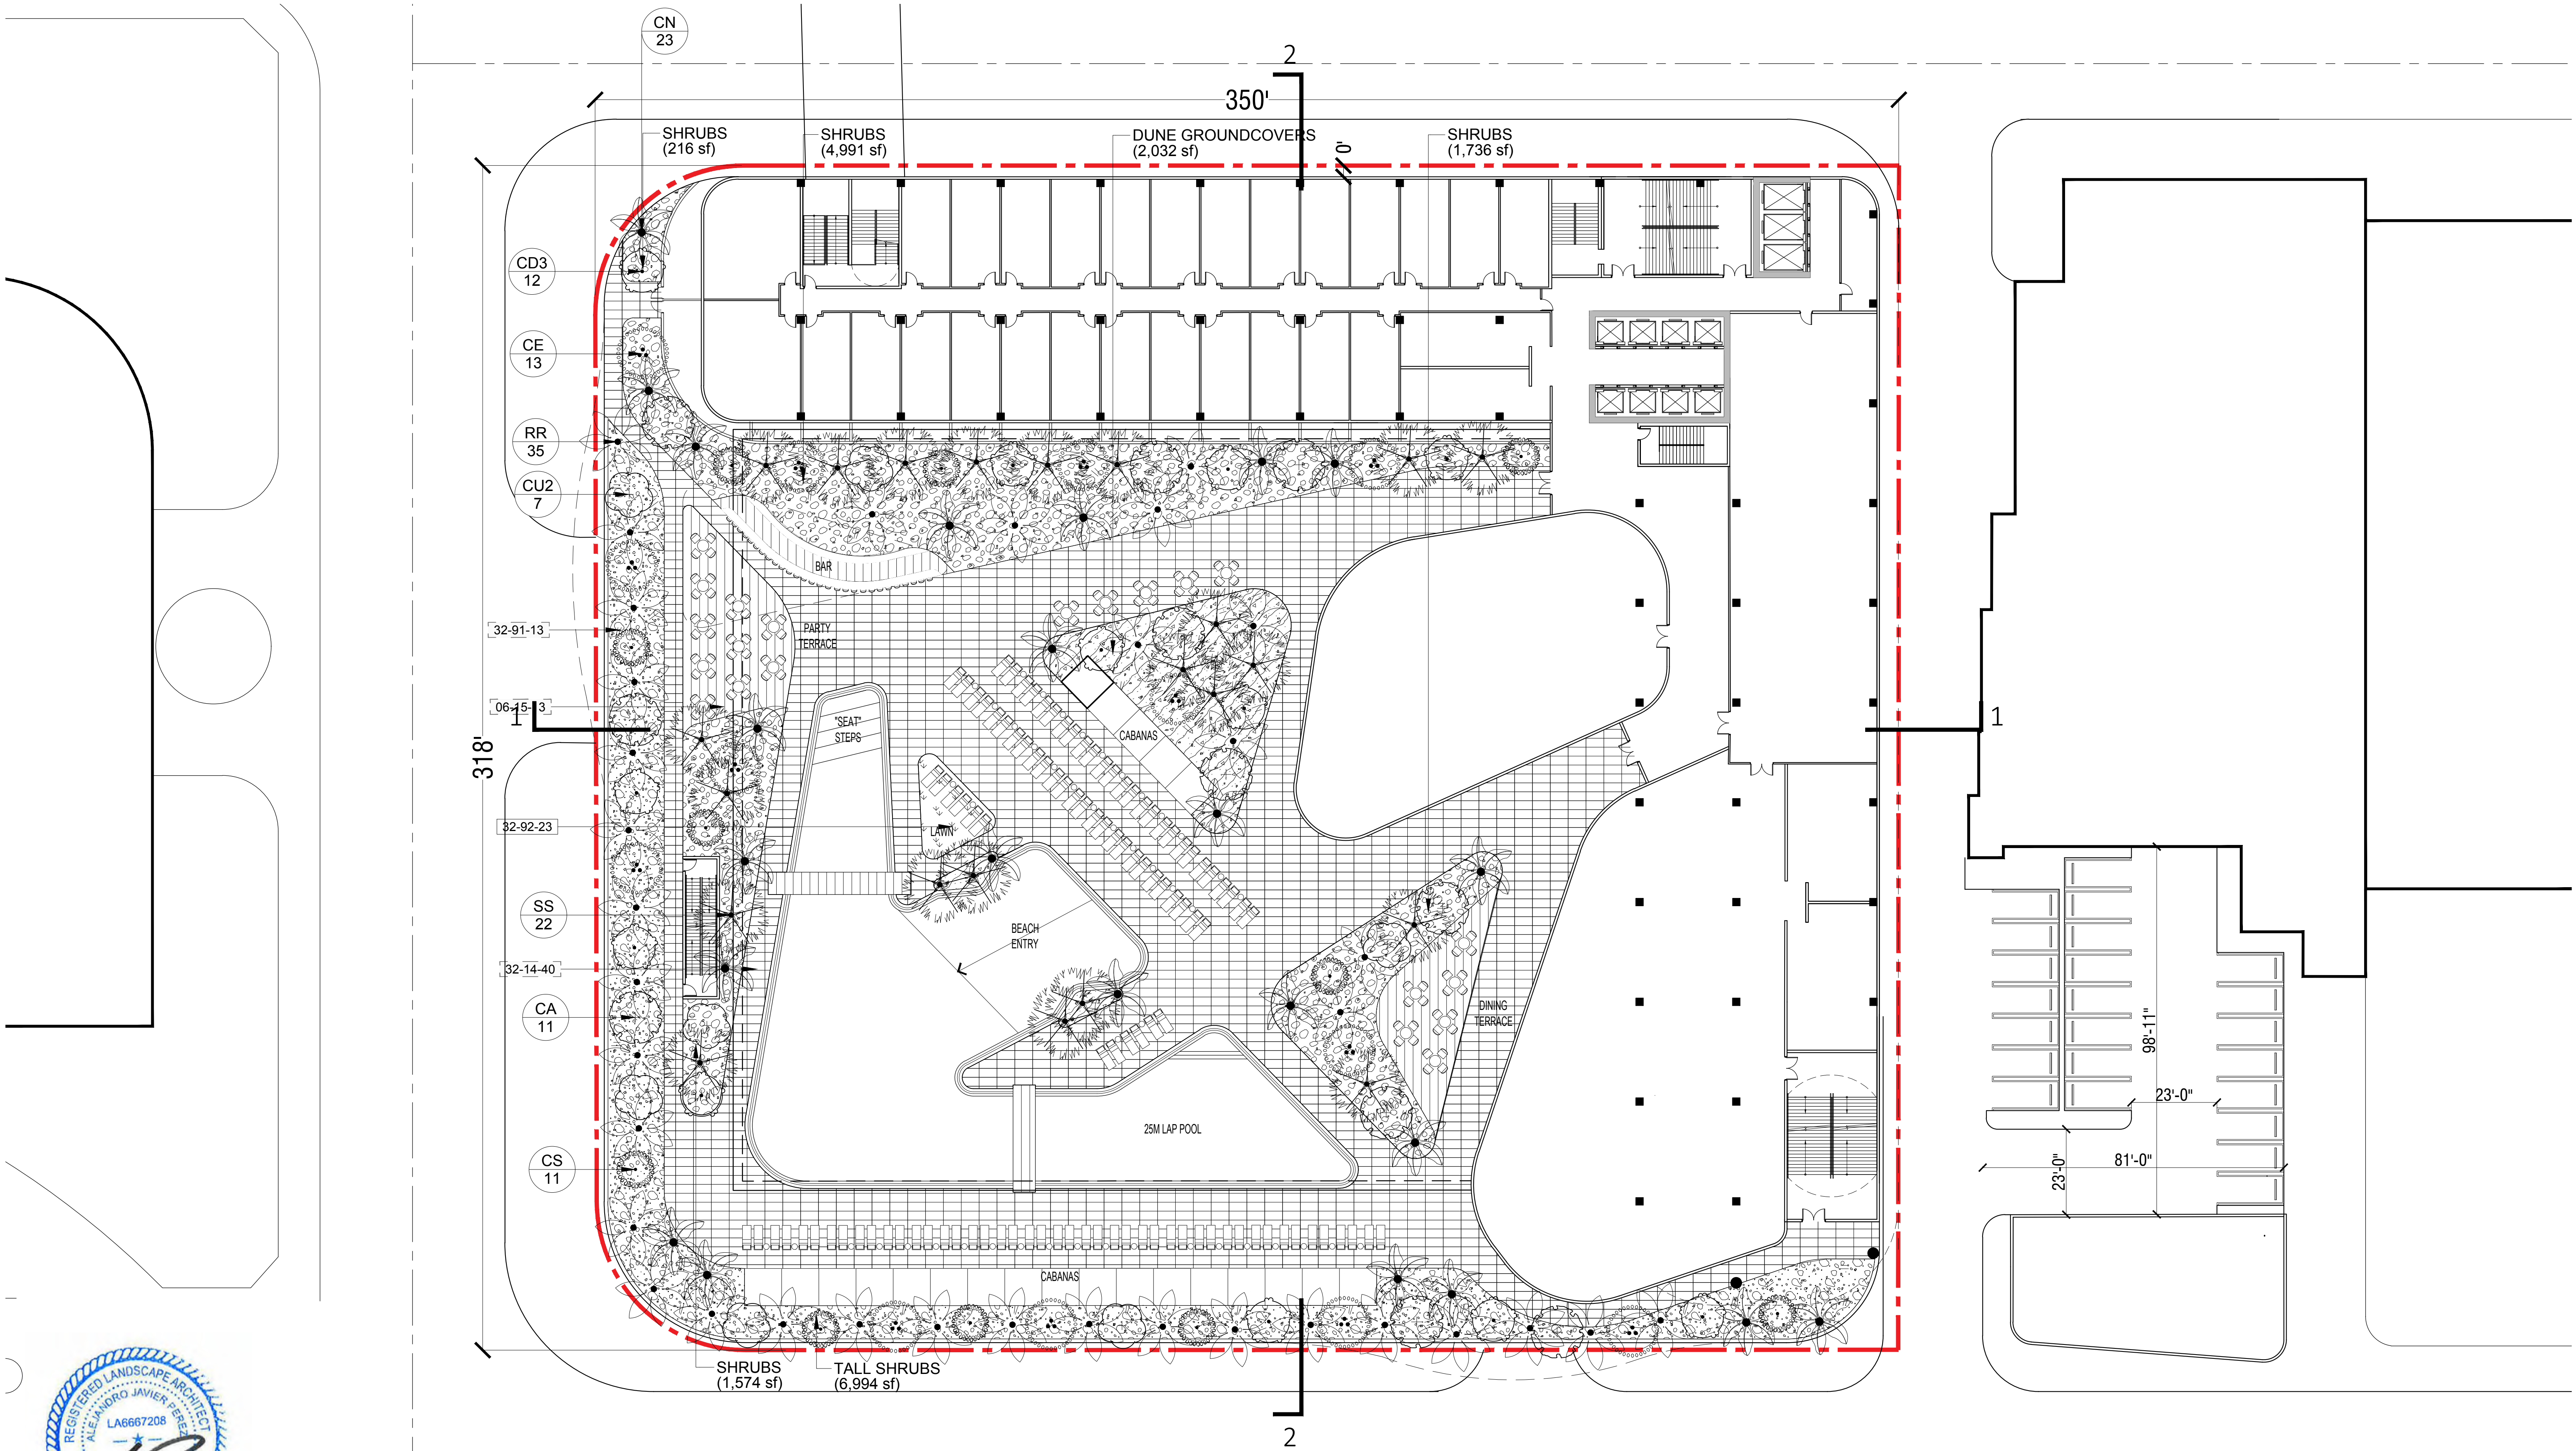 CN
23
2
350'
SHRUBS
(216 sf)
SHRUBS
(4,991 sf)
DUNE GROUNDCOVERS
(2,032 sf)
0'
SHRUBS
(1,736 sf)
CD3
12
CE
13
RR
35
CU2
7
BAR
32-91-13
PARTY
TERRACE
06-15-13
1
"SEAT"
STEPS
CABANAS
1
318'
32-92-23
LAWN
SS
22
BEACH
ENTRY
32-14-40
DINING
TERRACE
CA
11
98'-11"
23'-0"
25M LAP POOL
CS
11
23'-0"
81'-0"
CABANAS
SHRUBS
(1,574 sf)
TALL SHRUBS
(6,994 sf)
REGISTERED LANDSCAPE ARCHITECT
ALEJANDRO JAVIER PEREZ
LA6667208
2